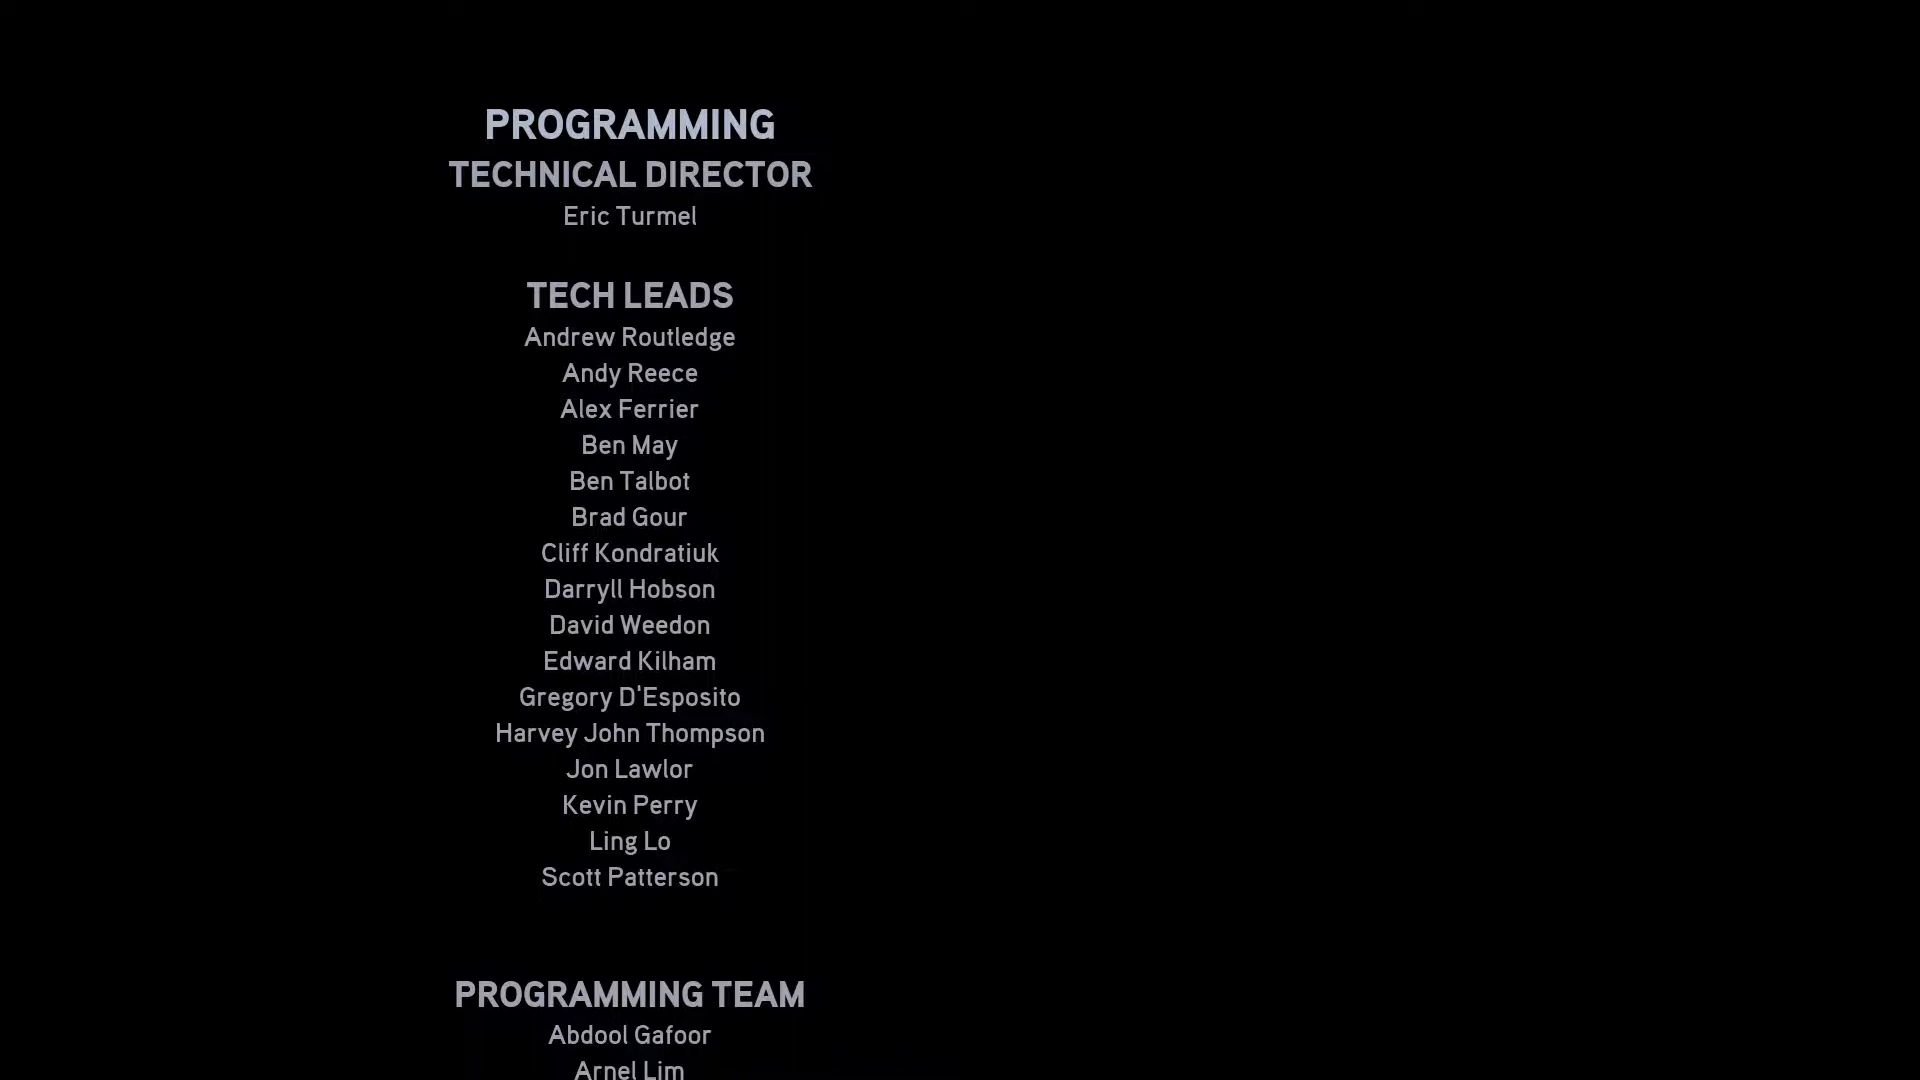 PROGRAMMING
TECHNICAL DIRECTOR
Eric Turmel
TECH LEADS
Andrew Routledge
Andy Reece
Alex Ferrier
Ben May
Ben Talbot
Brad Gour
Cliff Kondratiuk
Darryll Hobson
David Weedon
Edward Kilham
Gregory D'Esposito
Harvey John Thompson
Jon Lawlor
Kevin Perry
Ling Lo
Scott Patterson
PROGRAMMING TEAM
Abdool Gafoor
Arnel Lim